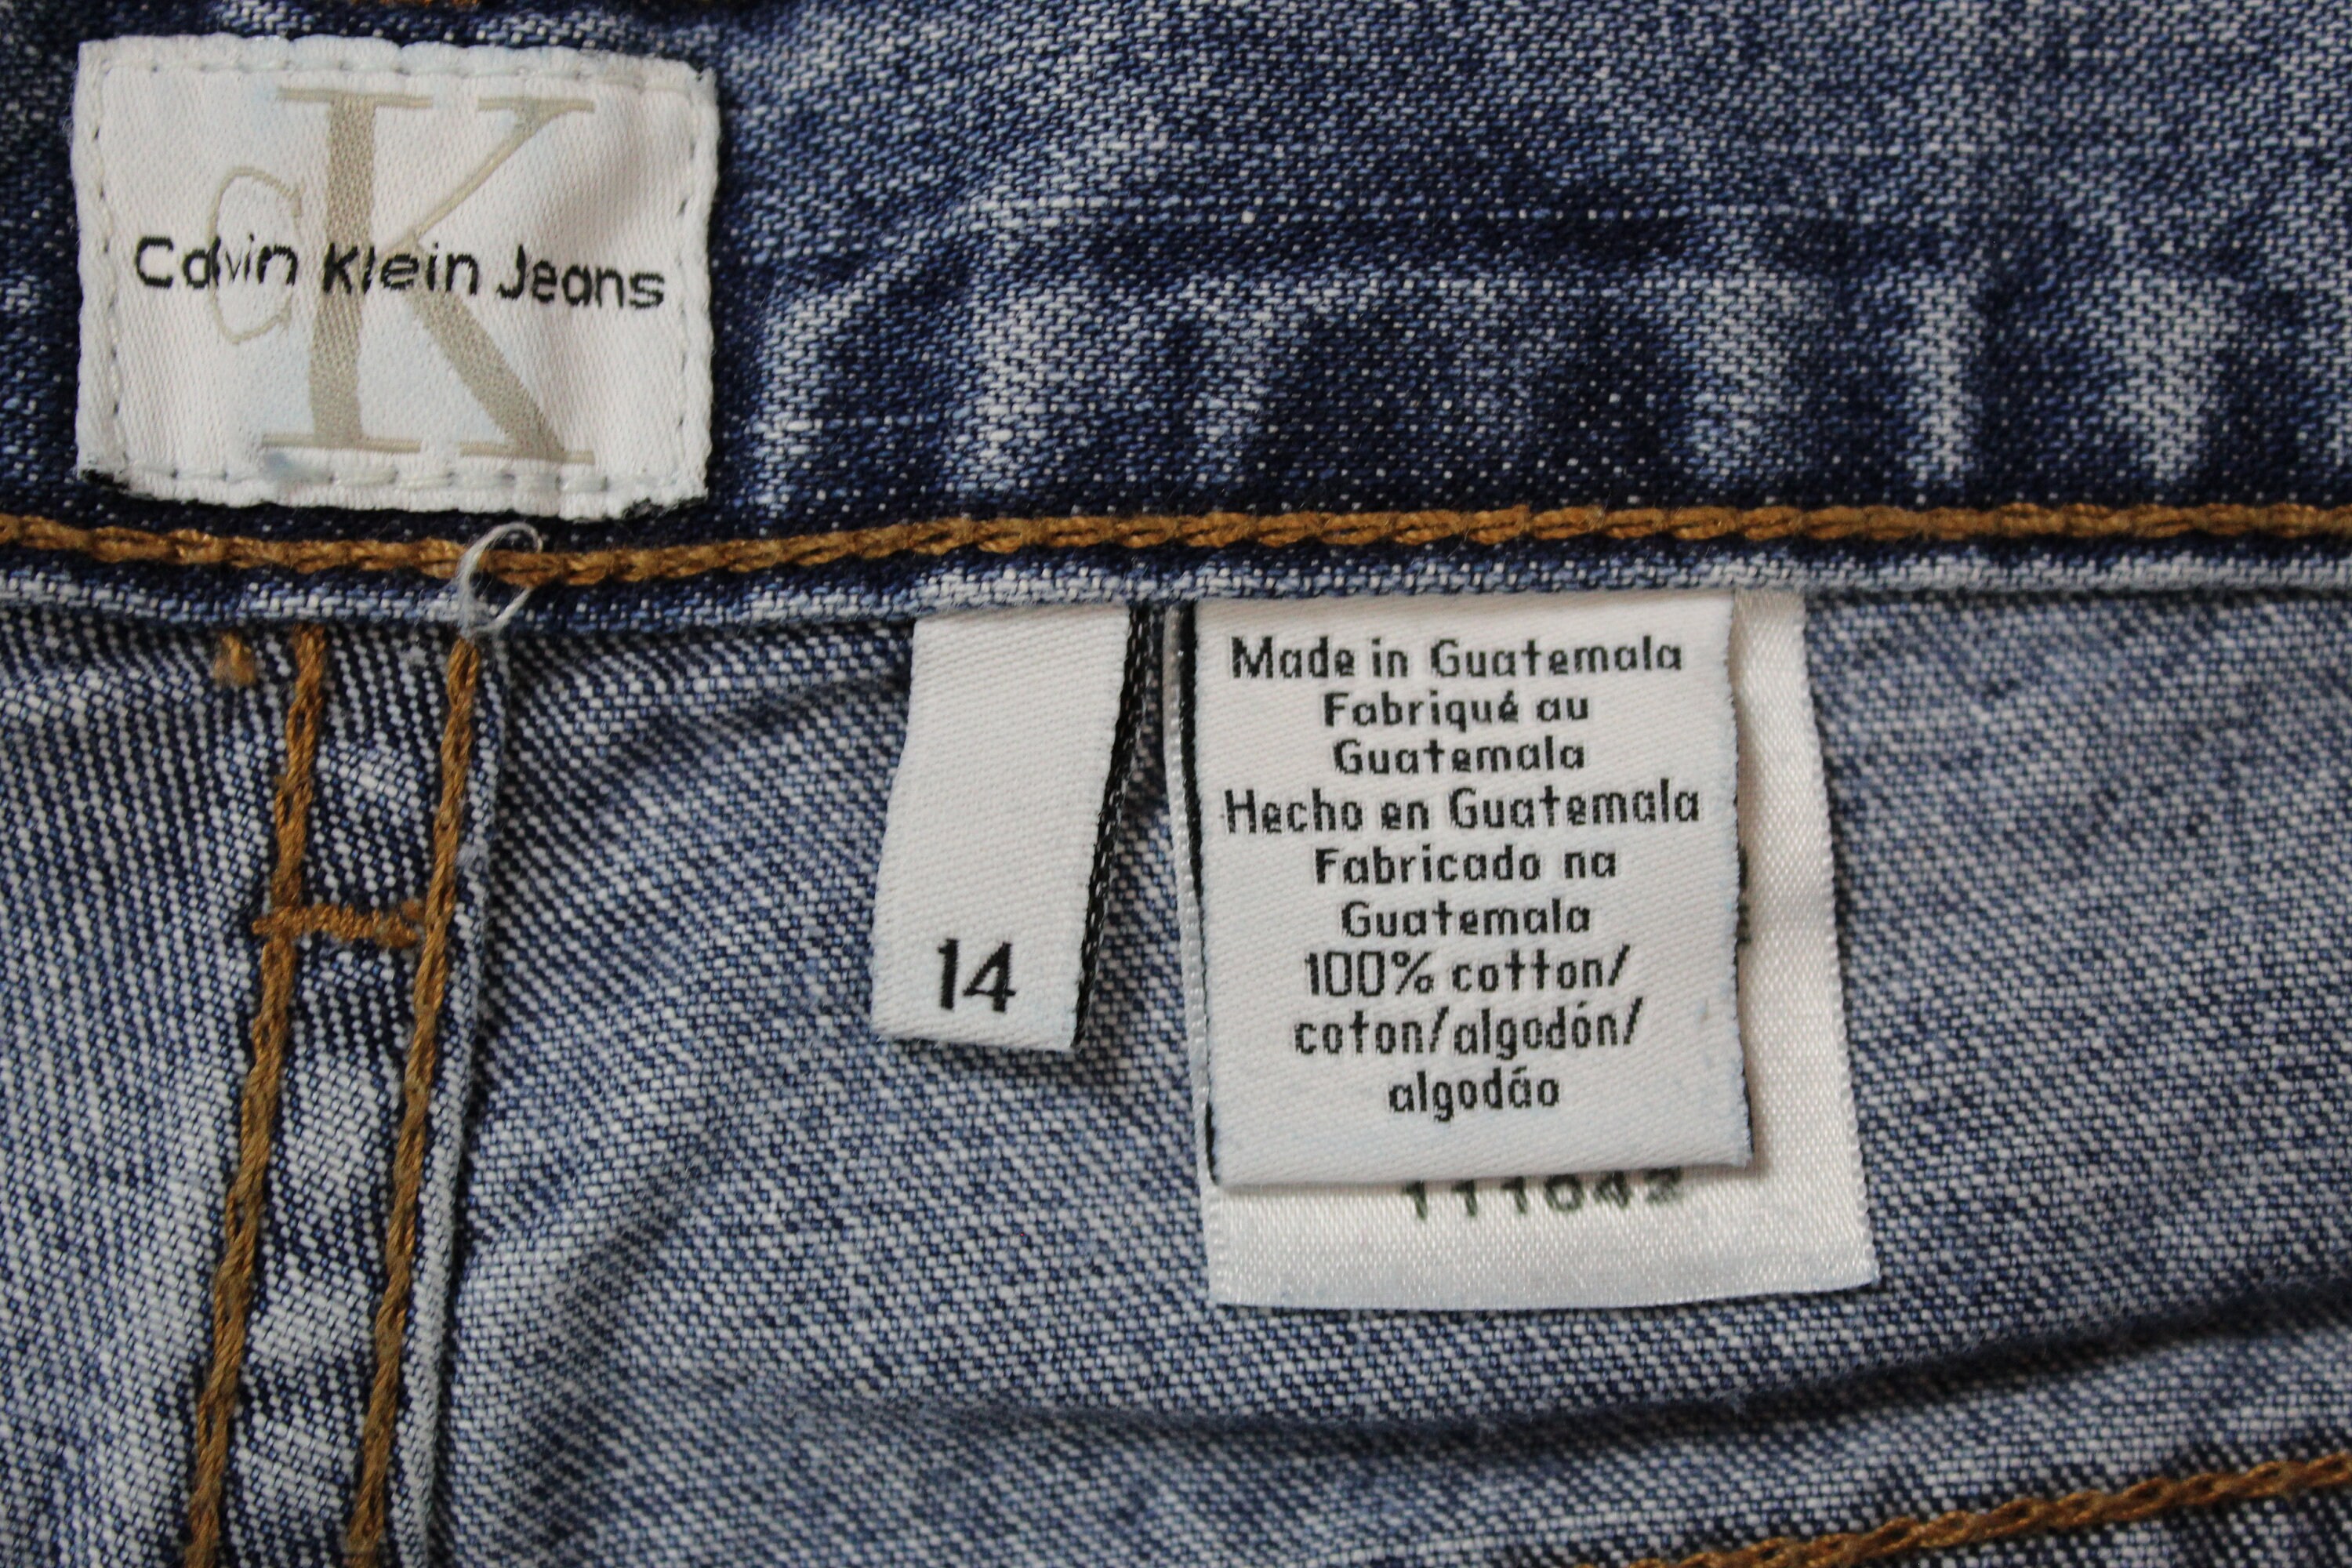 CK
Calvin Klein Jeans
14
Made in Guatemala
Fabriqué au
Guatemala
Hecho en Guatemala
Fabricado na
Guatemala
100% cotton/
coton/algodón/
algodão